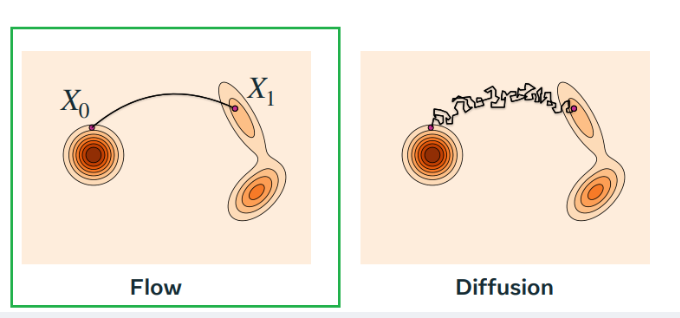 X₀
X₁
Flow
Diffusion